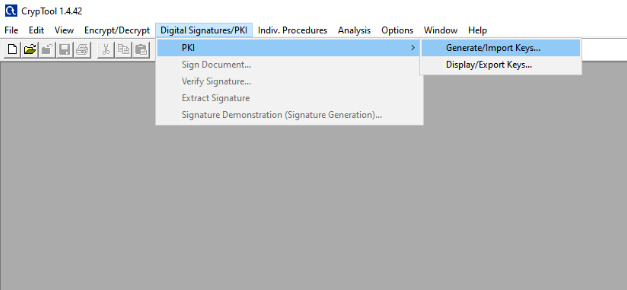 CrypTool 1.4.42
File Edit View Encrypt/Decrypt Digital Signatures/PKI Indiv. Procedures Analysis Options Window Help
PKI
Generate/Import Keys...
Display/Export Keys...
Sign Document...
Verify Signature...
Extract Signature
Signature Demonstration (Signature Generation)...